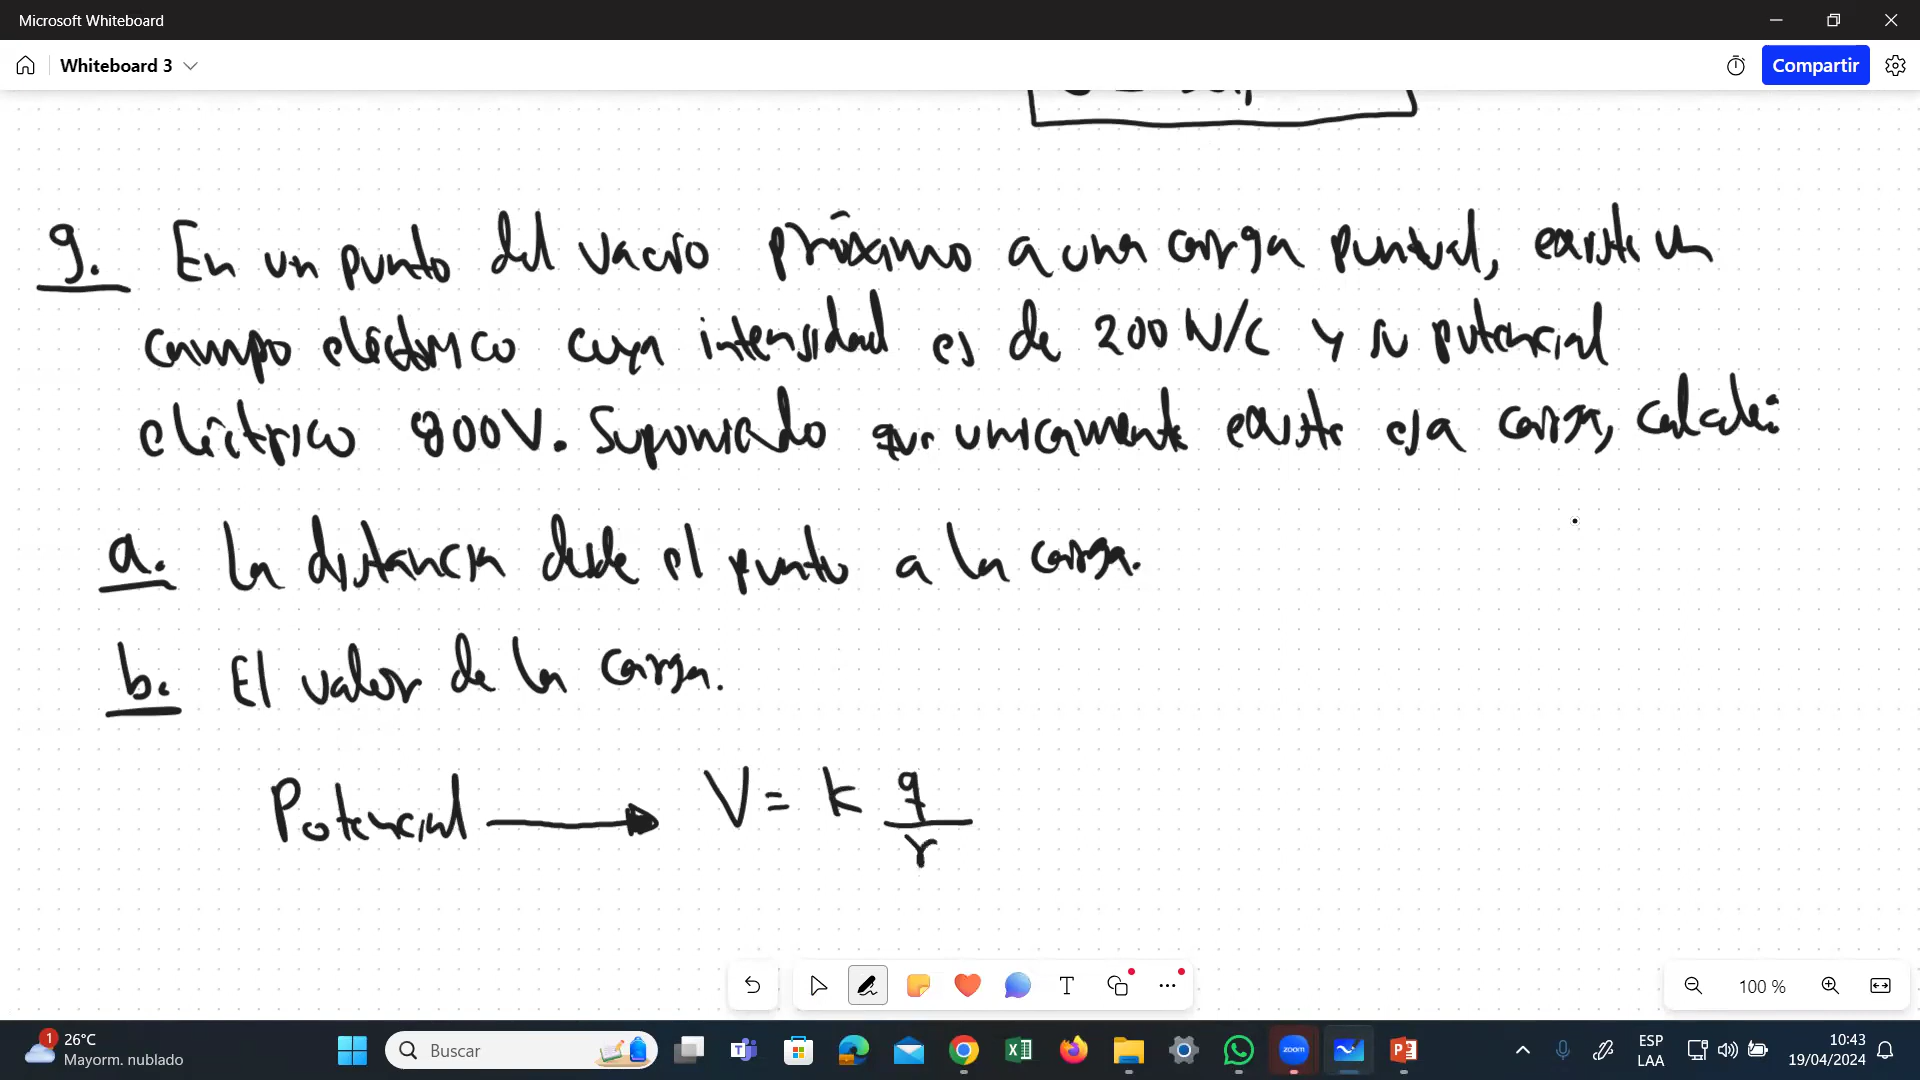 Microsoft Whiteboard
Whiteboard 3
Compartir
9. En un punto del vacío próximo a una carga puntual, existe un
campo eléctrico cuya intensidad es de 200 N/C y su potencial
eléctrico 800V. Suponiendo que unicamente existe esa carga, calcule:
a. La distancia desde el punto a la carga.
b. El valor de la carga.
Potencial → V = k q/r
100 %
1 26°C
Mayorm. nublado
Buscar
zoom
ESP
LAA
10:43
19/04/2024